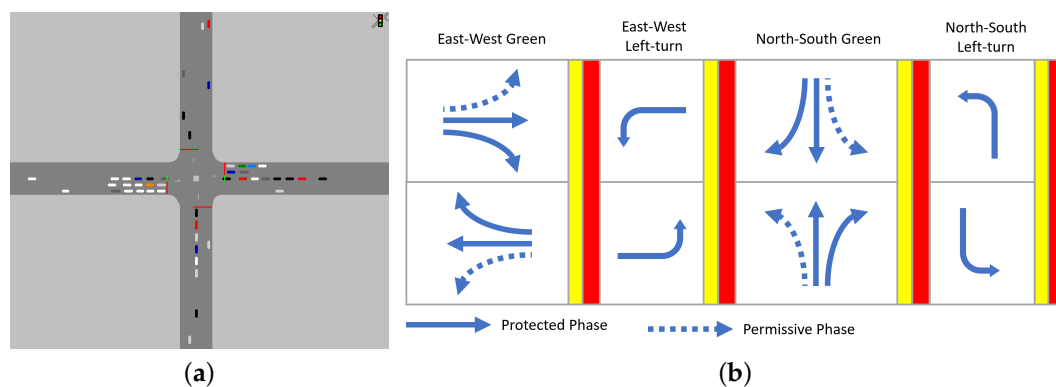 East-West Green
East-West
Left-turn
North-South Green
North-South
Left-turn
Protected Phase
Permissive Phase
(a)
(b)